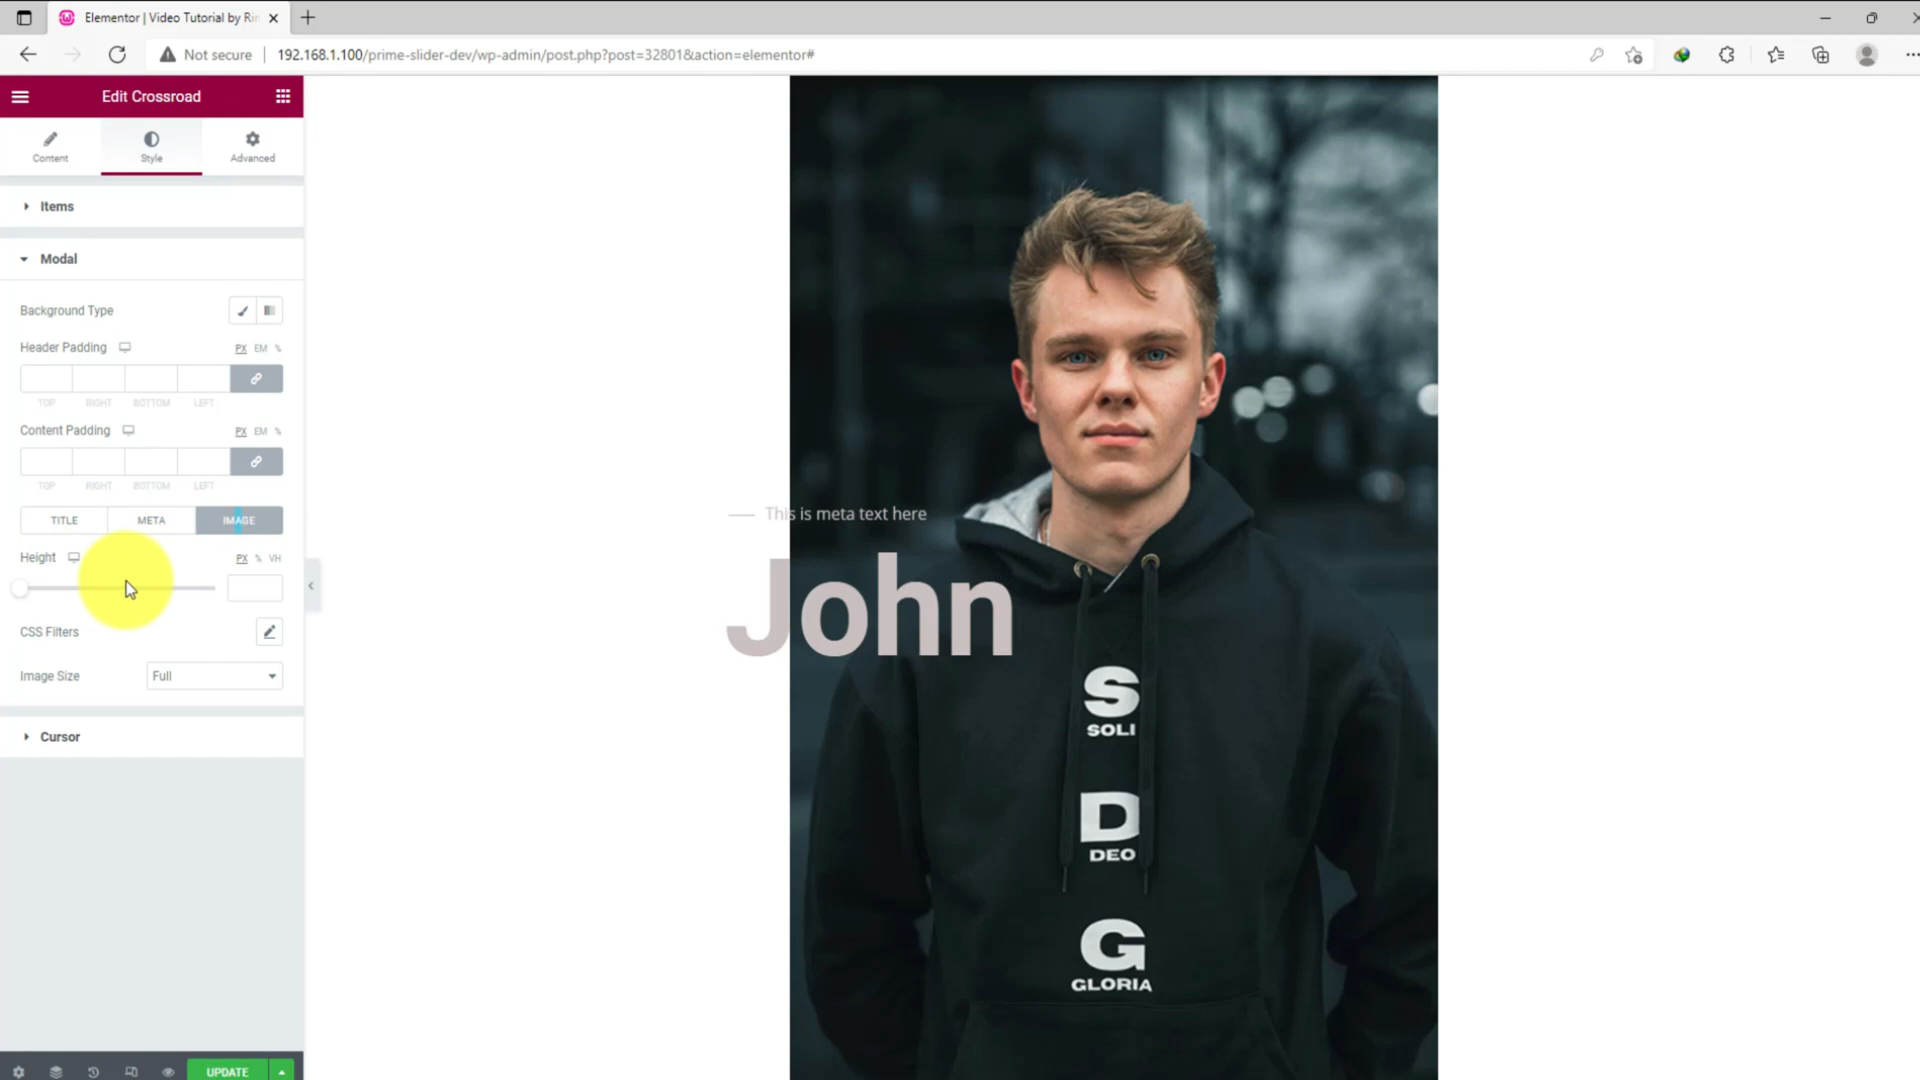 Elementor | Video Tutorial by Rin
Not secure
192.168.1.100/prime-slider-dev/wp-admin/post.php?post=32801&action=elementor#
Edit Crossroad
Content
Style
Advanced
Items
Modal
Background Type
Header Padding
PX EM %
TOP RIGHT BOTTOM LEFT
Content Padding
PX EM %
TOP RIGHT BOTTOM LEFT
TITLE
META
IMAGE
Height
PX % VH
CSS Filters
Image Size
Full
Cursor
UPDATE
This is meta text here
John
S
SOLI
D
DEO
G
GLORIA